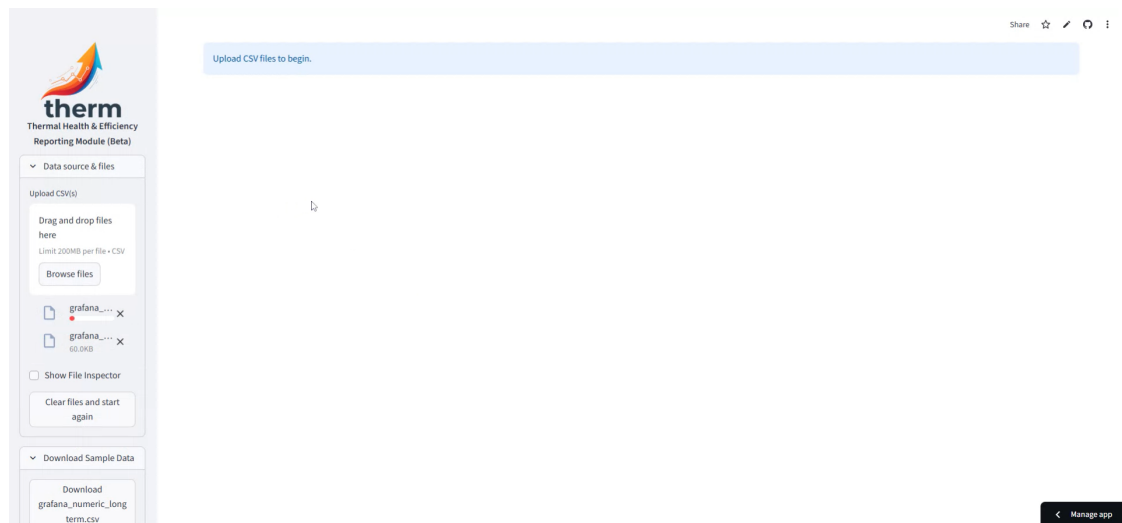 Share
Upload CSV files to begin.
therm
Thermal Health & Efficiency
Reporting Module (Beta)
Data source & files
Upload CSV(s)
Drag and drop files
here
Limit 200MB per file • CSV
Browse files
grafana_...
grafana_...
60.0KB
Show File Inspector
Clear files and start
again
Download Sample Data
Download
grafana_numeric_long
term.csv
Manage app